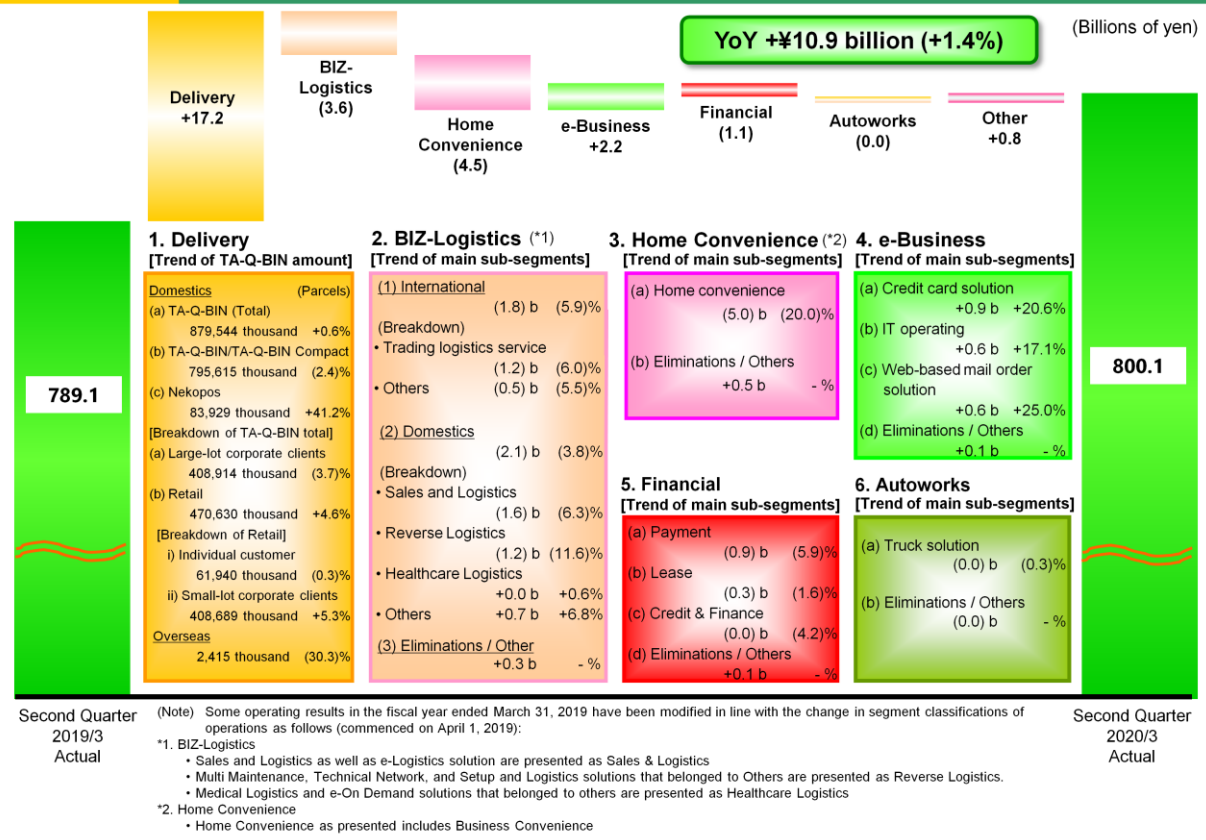 (Billions of yen)
YoY +¥10.9 billion (+1.4%)
Delivery
+17.2
BIZ-
Logistics
(3.6)
Home
Convenience
(4.5)
e-Business
+2.2
Financial
(1.1)
Autoworks
(0.0)
Other
+0.8
789.1
800.1
1. Delivery
[Trend of TA-Q-BIN amount]
Domestics (Parcels)
(a) TA-Q-BIN (Total)
879,544 thousand +0.6%
(b) TA-Q-BIN/TA-Q-BIN Compact
795,615 thousand (2.4)%
(c) Nekopos
83,929 thousand +41.2%
[Breakdown of TA-Q-BIN total]
(a) Large-lot corporate clients
408,914 thousand (3.7)%
(b) Retail
470,630 thousand +4.6%
[Breakdown of Retail]
i) Individual customer
61,940 thousand (0.3)%
ii) Small-lot corporate clients
408,689 thousand +5.3%
Overseas
2,415 thousand (30.3)%
2. BIZ-Logistics (*1)
[Trend of main sub-segments]
(1) International
(1.8) b (5.9)%
(Breakdown)
• Trading logistics service
(1.2) b (6.0)%
• Others (0.5) b (5.5)%
(2) Domestics
(2.1) b (3.8)%
(Breakdown)
• Sales and Logistics
(1.6) b (6.3)%
• Reverse Logistics
(1.2) b (11.6)%
• Healthcare Logistics
+0.0 b +0.6%
• Others +0.7 b +6.8%
(3) Eliminations / Other
+0.3 b - %
3. Home Convenience (*2)
[Trend of main sub-segments]
(a) Home convenience
(5.0) b (20.0)%
(b) Eliminations / Others
+0.5 b - %
4. e-Business
[Trend of main sub-segments]
(a) Credit card solution
+0.9 b +20.6%
(b) IT operating
+0.6 b +17.1%
(c) Web-based mail order
solution
+0.6 b +25.0%
(d) Eliminations / Others
+0.1 b - %
5. Financial
[Trend of main sub-segments]
(a) Payment
(0.9) b (5.9)%
(b) Lease
(0.3) b (1.6)%
(c) Credit & Finance
(0.0) b (4.2)%
(d) Eliminations / Others
+0.1 b - %
6. Autoworks
[Trend of main sub-segments]
(a) Truck solution
(0.0) b (0.3)%
(b) Eliminations / Others
(0.0) b - %
Second Quarter
2019/3
Actual
Second Quarter
2020/3
Actual
(Note) Some operating results in the fiscal year ended March 31, 2019 have been modified in line with the change in segment classifications of
operations as follows (commenced on April 1, 2019):
*1. BIZ-Logistics
• Sales and Logistics as well as e-Logistics solution are presented as Sales & Logistics
• Multi Maintenance, Technical Network, and Setup and Logistics solutions that belonged to Others are presented as Reverse Logistics.
• Medical Logistics and e-On Demand solutions that belonged to others are presented as Healthcare Logistics
*2. Home Convenience
• Home Convenience as presented includes Business Convenience